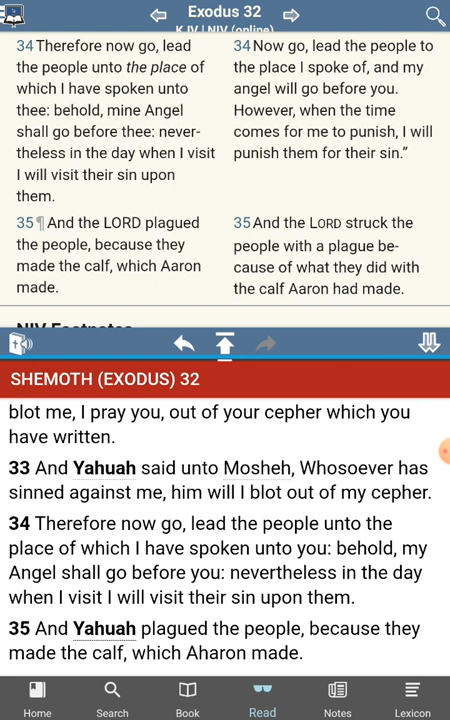 Exodus 32
KJV | NIV (online)
34 Therefore now go, lead
the people unto the place of
which I have spoken unto
thee: behold, mine Angel
shall go before thee: never-
theless in the day when I visit
I will visit their sin upon
them.
35 ¶ And the LORD plagued
the people, because they
made the calf, which Aaron
made.
34 Now go, lead the people to
the place I spoke of, and my
angel will go before you.
However, when the time
comes for me to punish, I will
punish them for their sin.”
35 And the LORD struck the
people with a plague be-
cause of what they did with
the calf Aaron had made.
NIV Footnotes
SHEMOTH (EXODUS) 32
blot me, I pray you, out of your cepher which you
have written.
33 And Yahuah said unto Mosheh, Whosoever has
sinned against me, him will I blot out of my cepher.
34 Therefore now go, lead the people unto the
place of which I have spoken unto you: behold, my
Angel shall go before you: nevertheless in the day
when I visit I will visit their sin upon them.
35 And Yahuah plagued the people, because they
made the calf, which Aharon made.
Home Search Book Read Notes Lexicon